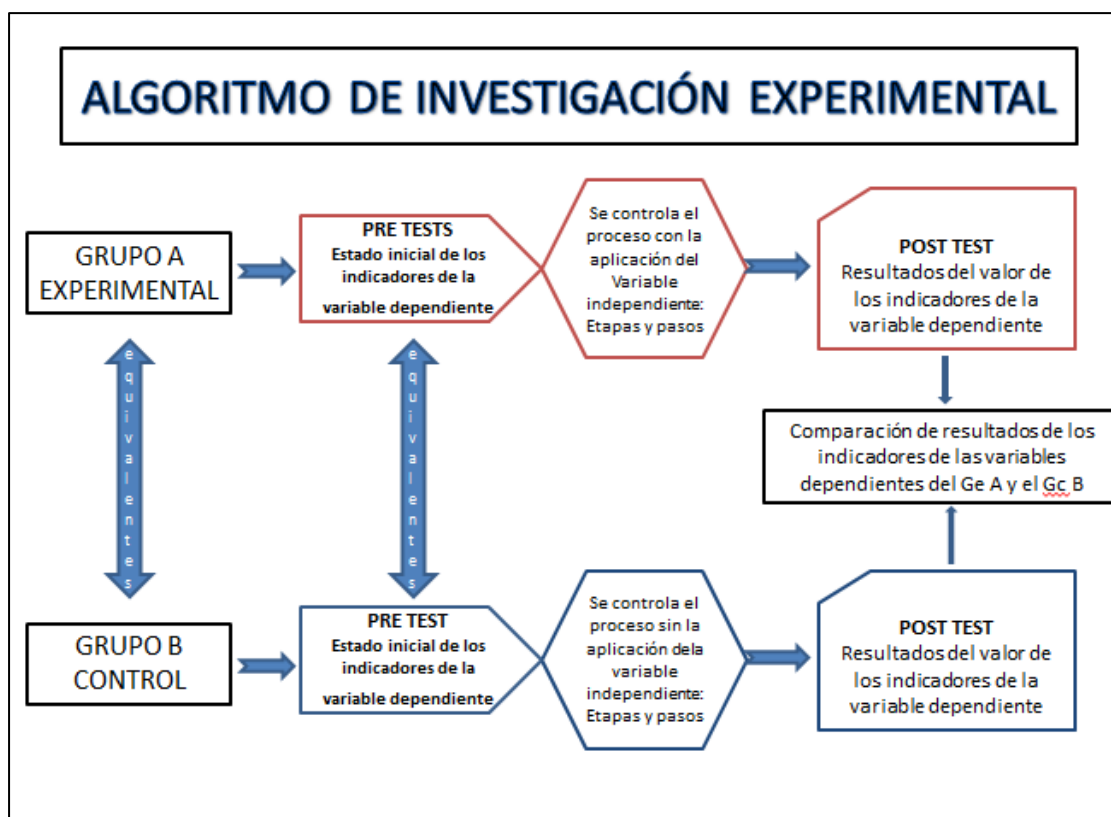 ALGORITMO DE INVESTIGACIÓN EXPERIMENTAL
GRUPO A
EXPERIMENTAL
PRE TESTS
Estado inicial de los
indicadores de la
variable dependiente
Se controla el
proceso con la
aplicación del
Variable
independiente:
Etapas y pasos
POST TEST
Resultados del valor de
los indicadores de la
variable dependiente
equivalentes
equivalentes
Comparación de resultados de los
indicadores de las variables
dependientes del Ge A y el Gc B
GRUPO B
CONTROL
PRE TEST
Estado inicial de los
indicadores de la
variable dependiente
Se controla el
proceso sin la
aplicación dela
variable
independiente:
Etapas y pasos
POST TEST
Resultados del valor de
los indicadores de la
variable dependiente